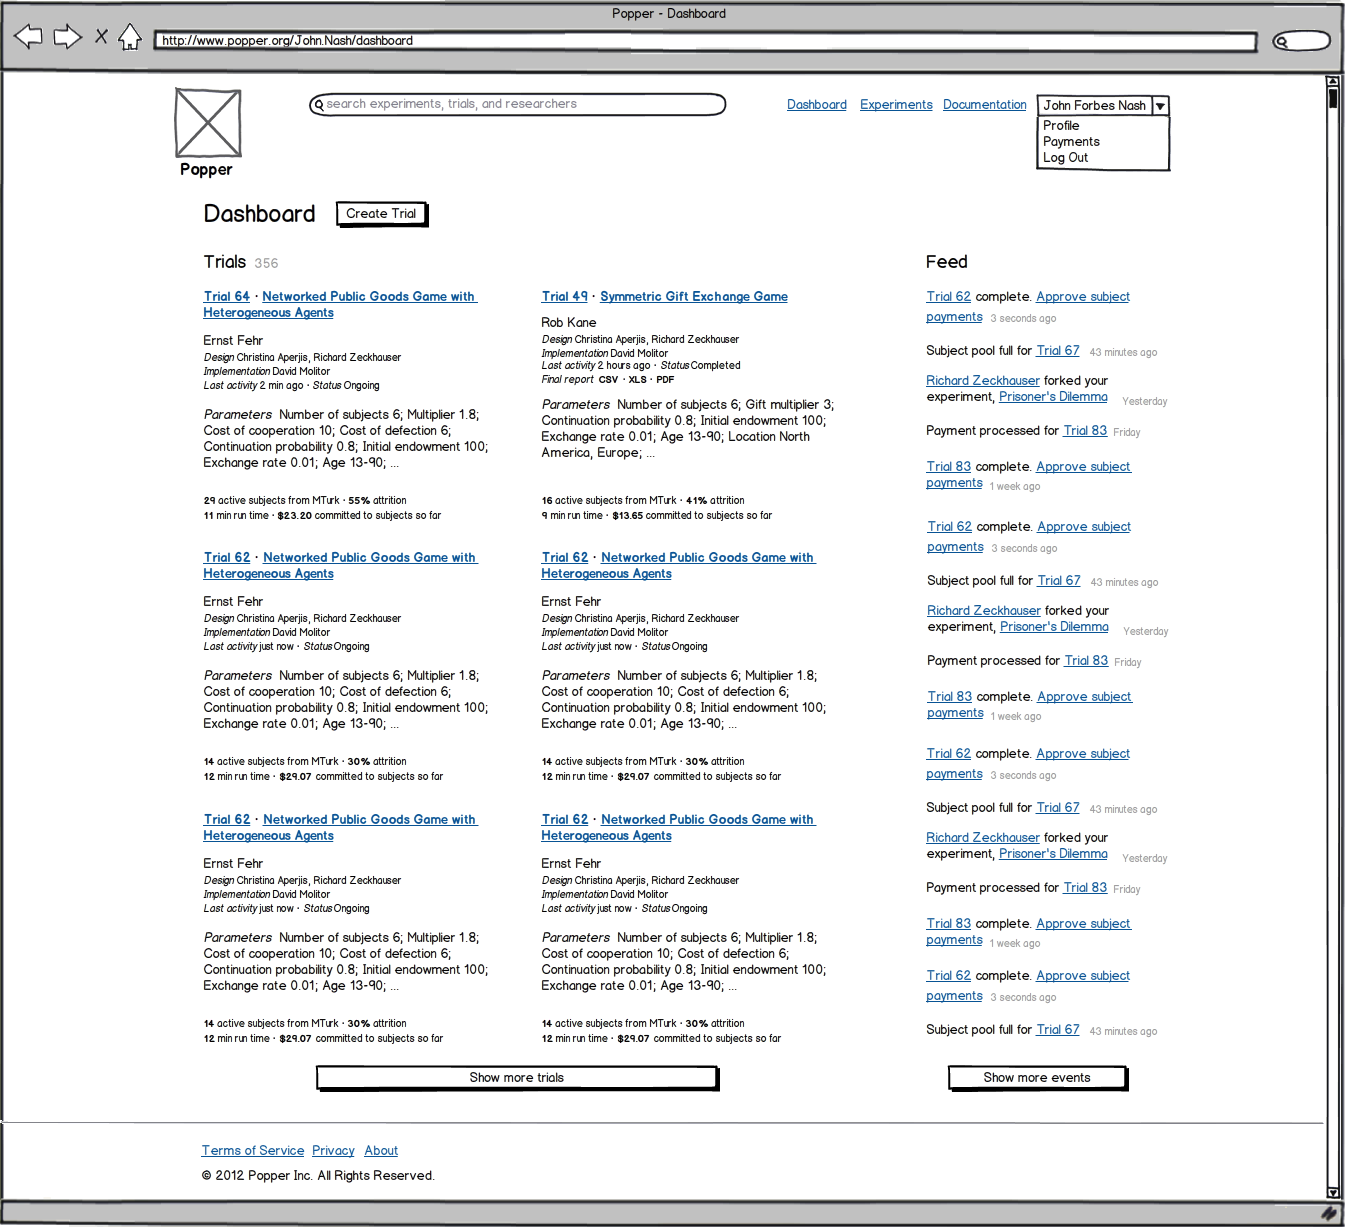 Popper - Dashboard
http://www.popper.org/John.Nash/dashboard
Popper
search experiments, trials, and researchers
Dashboard Experiments Documentation
John Forbes Nash
Profile
Payments
Log Out
Dashboard
Create Trial
Trials 356
Trial 64 · Networked Public Goods Game with
Heterogeneous Agents
Ernst Fehr
Design Christina Aperjis, Richard Zeckhauser
Implementation David Molitor
Last activity 2 min ago · Status Ongoing
Parameters Number of subjects 6; Multiplier 1.8;
Cost of cooperation 10; Cost of defection 6;
Continuation probability 0.8; Initial endowment 100;
Exchange rate 0.01; Age 13-90; ...
29 active subjects from MTurk · 55% attrition
11 min run time · $23.20 committed to subjects so far
Trial 49 · Symmetric Gift Exchange Game
Rob Kane
Design Christina Aperjis, Richard Zeckhauser
Implementation David Molitor
Last activity 2 hours ago · Status Completed
Final report CSV · XLS · PDF
Parameters Number of subjects 6; Gift multiplier 3;
Continuation probability 0.8; Initial endowment 100;
Exchange rate 0.01; Age 13-90; Location North
America, Europe; ...
16 active subjects from MTurk · 41% attrition
9 min run time · $13.65 committed to subjects so far
Trial 62 · Networked Public Goods Game with
Heterogeneous Agents
Ernst Fehr
Design Christina Aperjis, Richard Zeckhauser
Implementation David Molitor
Last activity just now · Status Ongoing
Parameters Number of subjects 6; Multiplier 1.8;
Cost of cooperation 10; Cost of defection 6;
Continuation probability 0.8; Initial endowment 100;
Exchange rate 0.01; Age 13-90; ...
14 active subjects from MTurk · 30% attrition
12 min run time · $29.07 committed to subjects so far
Trial 62 · Networked Public Goods Game with
Heterogeneous Agents
Ernst Fehr
Design Christina Aperjis, Richard Zeckhauser
Implementation David Molitor
Last activity just now · Status Ongoing
Parameters Number of subjects 6; Multiplier 1.8;
Cost of cooperation 10; Cost of defection 6;
Continuation probability 0.8; Initial endowment 100;
Exchange rate 0.01; Age 13-90; ...
14 active subjects from MTurk · 30% attrition
12 min run time · $29.07 committed to subjects so far
Trial 62 · Networked Public Goods Game with
Heterogeneous Agents
Ernst Fehr
Design Christina Aperjis, Richard Zeckhauser
Implementation David Molitor
Last activity just now · Status Ongoing
Parameters Number of subjects 6; Multiplier 1.8;
Cost of cooperation 10; Cost of defection 6;
Continuation probability 0.8; Initial endowment 100;
Exchange rate 0.01; Age 13-90; ...
14 active subjects from MTurk · 30% attrition
12 min run time · $29.07 committed to subjects so far
Trial 62 · Networked Public Goods Game with
Heterogeneous Agents
Ernst Fehr
Design Christina Aperjis, Richard Zeckhauser
Implementation David Molitor
Last activity just now · Status Ongoing
Parameters Number of subjects 6; Multiplier 1.8;
Cost of cooperation 10; Cost of defection 6;
Continuation probability 0.8; Initial endowment 100;
Exchange rate 0.01; Age 13-90; ...
14 active subjects from MTurk · 30% attrition
12 min run time · $29.07 committed to subjects so far
Show more trials
Feed
Trial 62 complete. Approve subject
payments 3 seconds ago
Subject pool full for Trial 67 43 minutes ago
Richard Zeckhauser forked your
experiment, Prisoner's Dilemma Yesterday
Payment processed for Trial 83 Friday
Trial 83 complete. Approve subject
payments 1 week ago
Trial 62 complete. Approve subject
payments 3 seconds ago
Subject pool full for Trial 67 43 minutes ago
Richard Zeckhauser forked your
experiment, Prisoner's Dilemma Yesterday
Payment processed for Trial 83 Friday
Trial 83 complete. Approve subject
payments 1 week ago
Trial 62 complete. Approve subject
payments 3 seconds ago
Subject pool full for Trial 67 43 minutes ago
Richard Zeckhauser forked your
experiment, Prisoner's Dilemma Yesterday
Payment processed for Trial 83 Friday
Trial 83 complete. Approve subject
payments 1 week ago
Trial 62 complete. Approve subject
payments 3 seconds ago
Subject pool full for Trial 67 43 minutes ago
Show more events
Terms of Service Privacy About
© 2012 Popper Inc. All Rights Reserved.